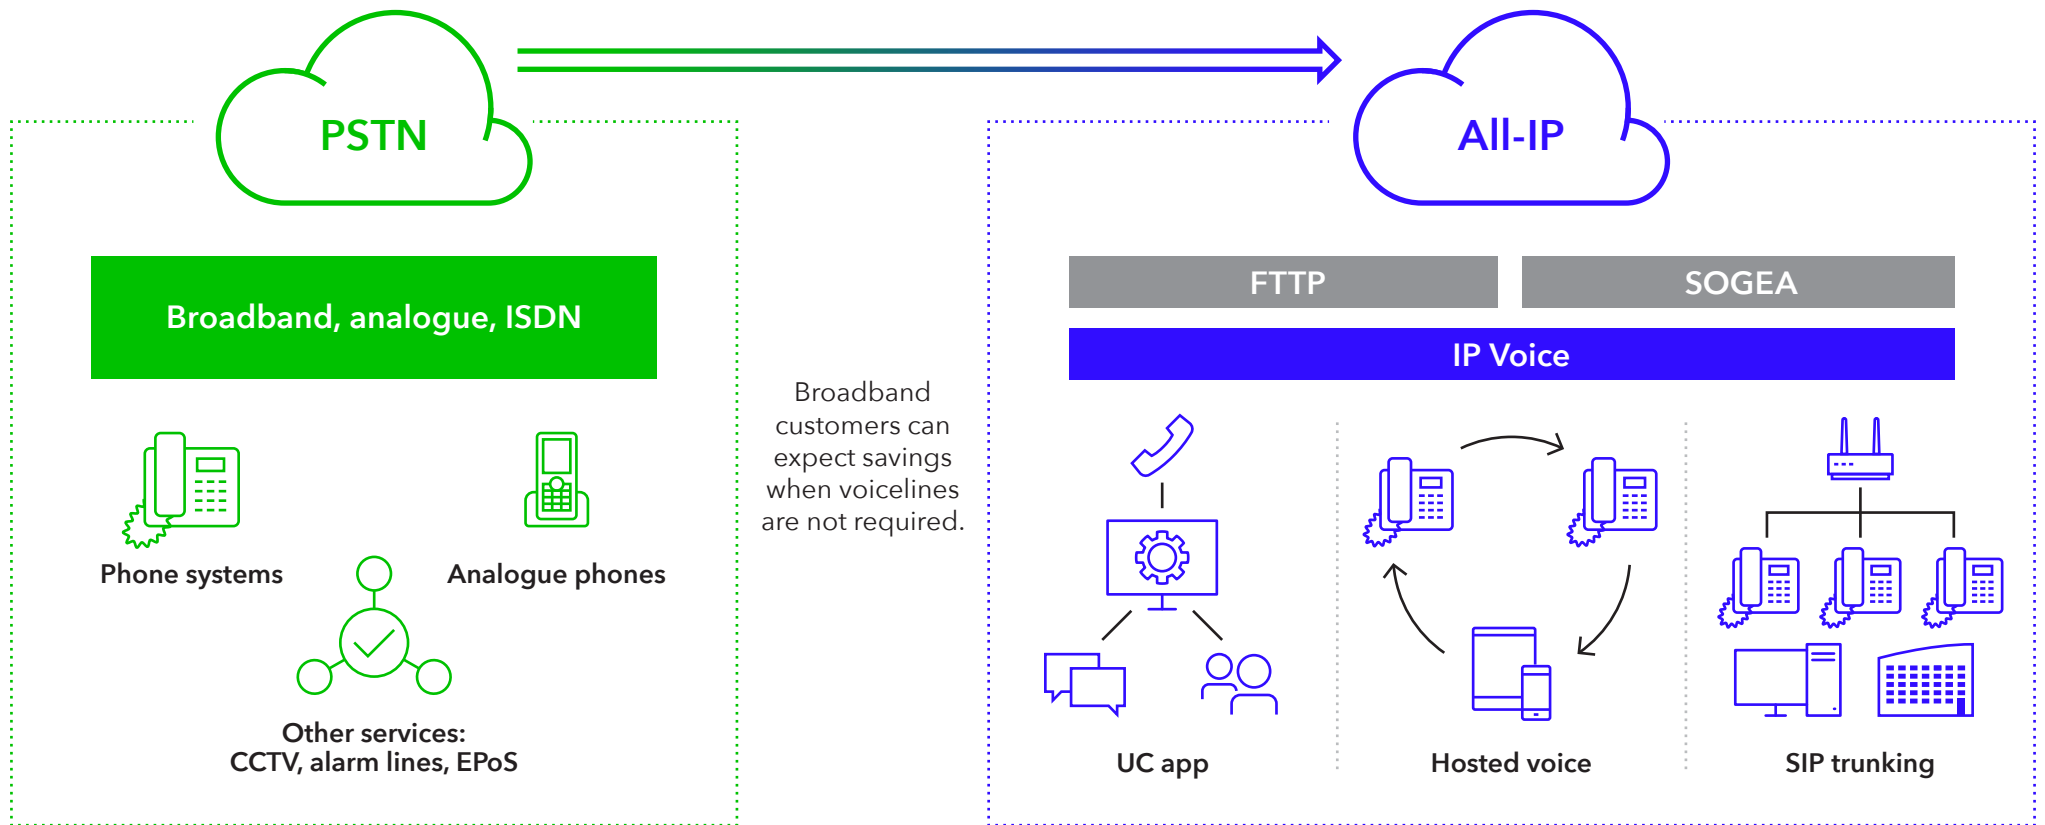 PSTN
All-IP
Broadband, analogue, ISDN
Phone systems
Analogue phones
Other services:
CCTV, alarm lines, EPoS
Broadband
customers can
expect savings
when voicelines
are not required.
FTTP
SOGEA
IP Voice
UC app
Hosted voice
SIP trunking